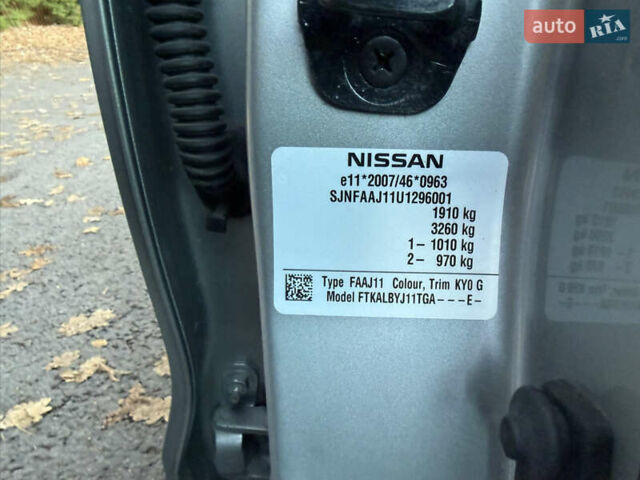 auto RIA
.com
NISSAN
e11*2007/46*0963
SJNFAAJ11U1296001
1910 kg
3260 kg
1– 1010 kg
2– 970 kg
Type FAAJ11 Colour, Trim KY0 G
Model FTKALBYJ11TGA---E-